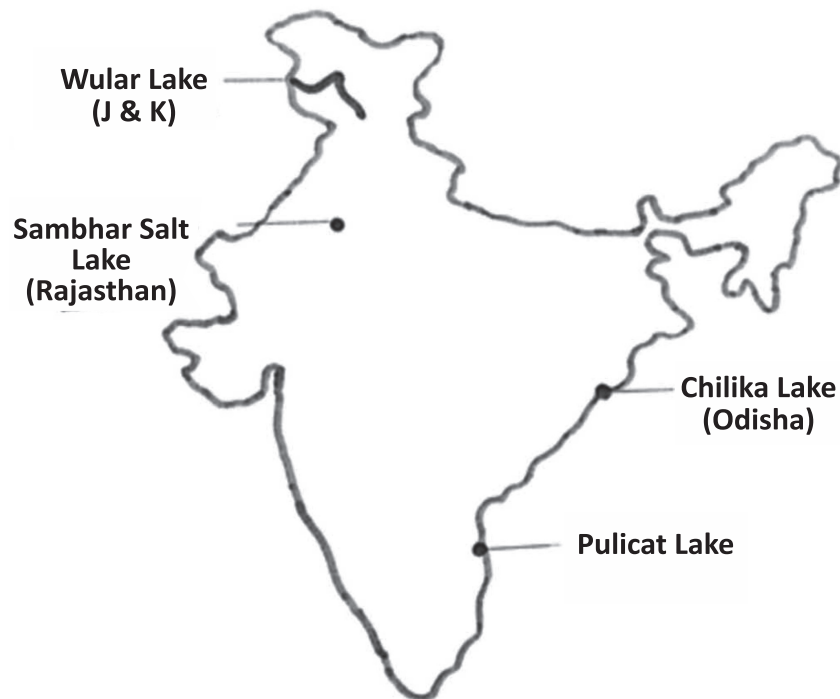 Wular Lake
(J & K)
Sambhar Salt
Lake
(Rajasthan)
Chilika Lake
(Odisha)
Pulicat Lake